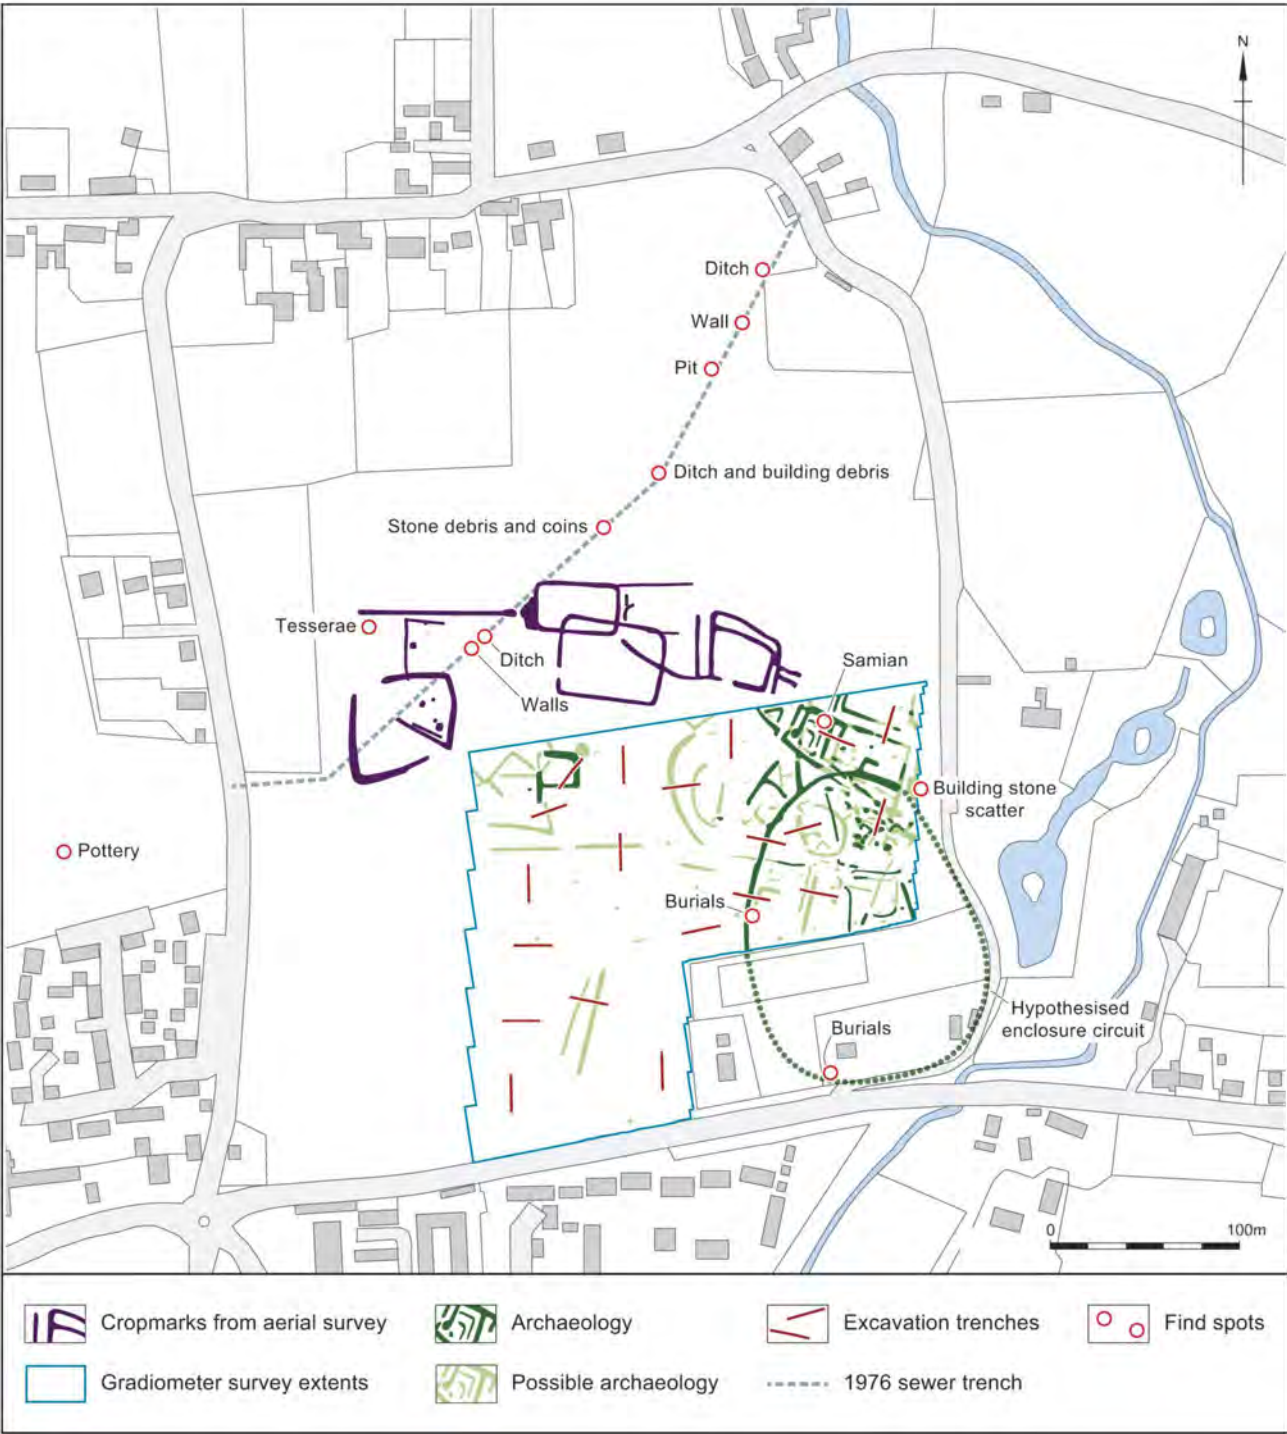 N
Ditch
Wall
Pit
Ditch and building debris
Stone debris and coins
Tesserae
Ditch
Walls
Samian
Building stone
scatter
Pottery
Burials
Hypothesised
enclosure circuit
Burials
0 100m
Cropmarks from aerial survey
Archaeology
Excavation trenches
Find spots
Gradiometer survey extents
Possible archaeology
1976 sewer trench